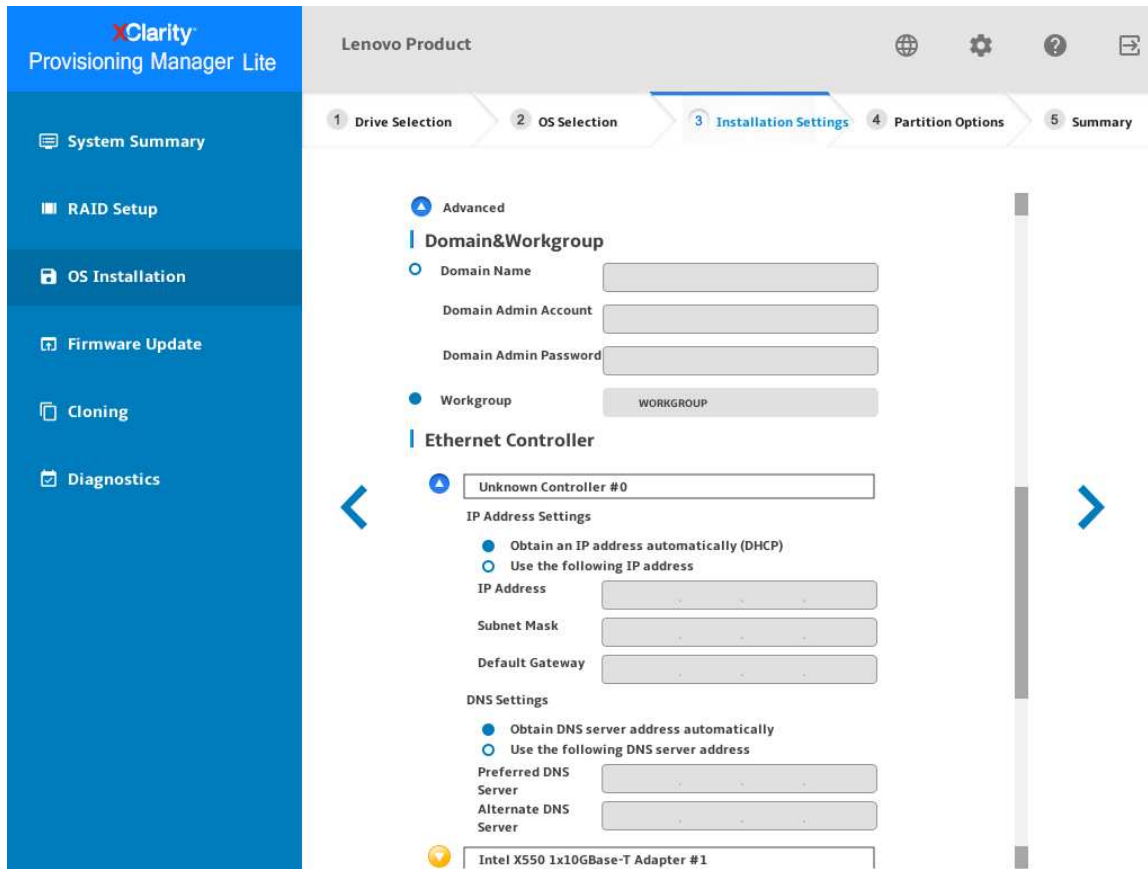 XClarity
Provisioning Manager Lite
Lenovo Product
1 Drive Selection
2 OS Selection
3 Installation Settings
4 Partition Options
5 Summary
System Summary
RAID Setup
OS Installation
Firmware Update
Cloning
Diagnostics
Advanced
Domain&Workgroup
Domain Name
Domain Admin Account
Domain Admin Password
Workgroup WORKGROUP
Ethernet Controller
Unknown Controller #0
IP Address Settings
Obtain an IP address automatically (DHCP)
Use the following IP address
IP Address . . .
Subnet Mask . . .
Default Gateway . . .
DNS Settings
Obtain DNS server address automatically
Use the following DNS server address
Preferred DNS
Server . . .
Alternate DNS
Server . . .
Intel X550 1x10GBase-T Adapter #1